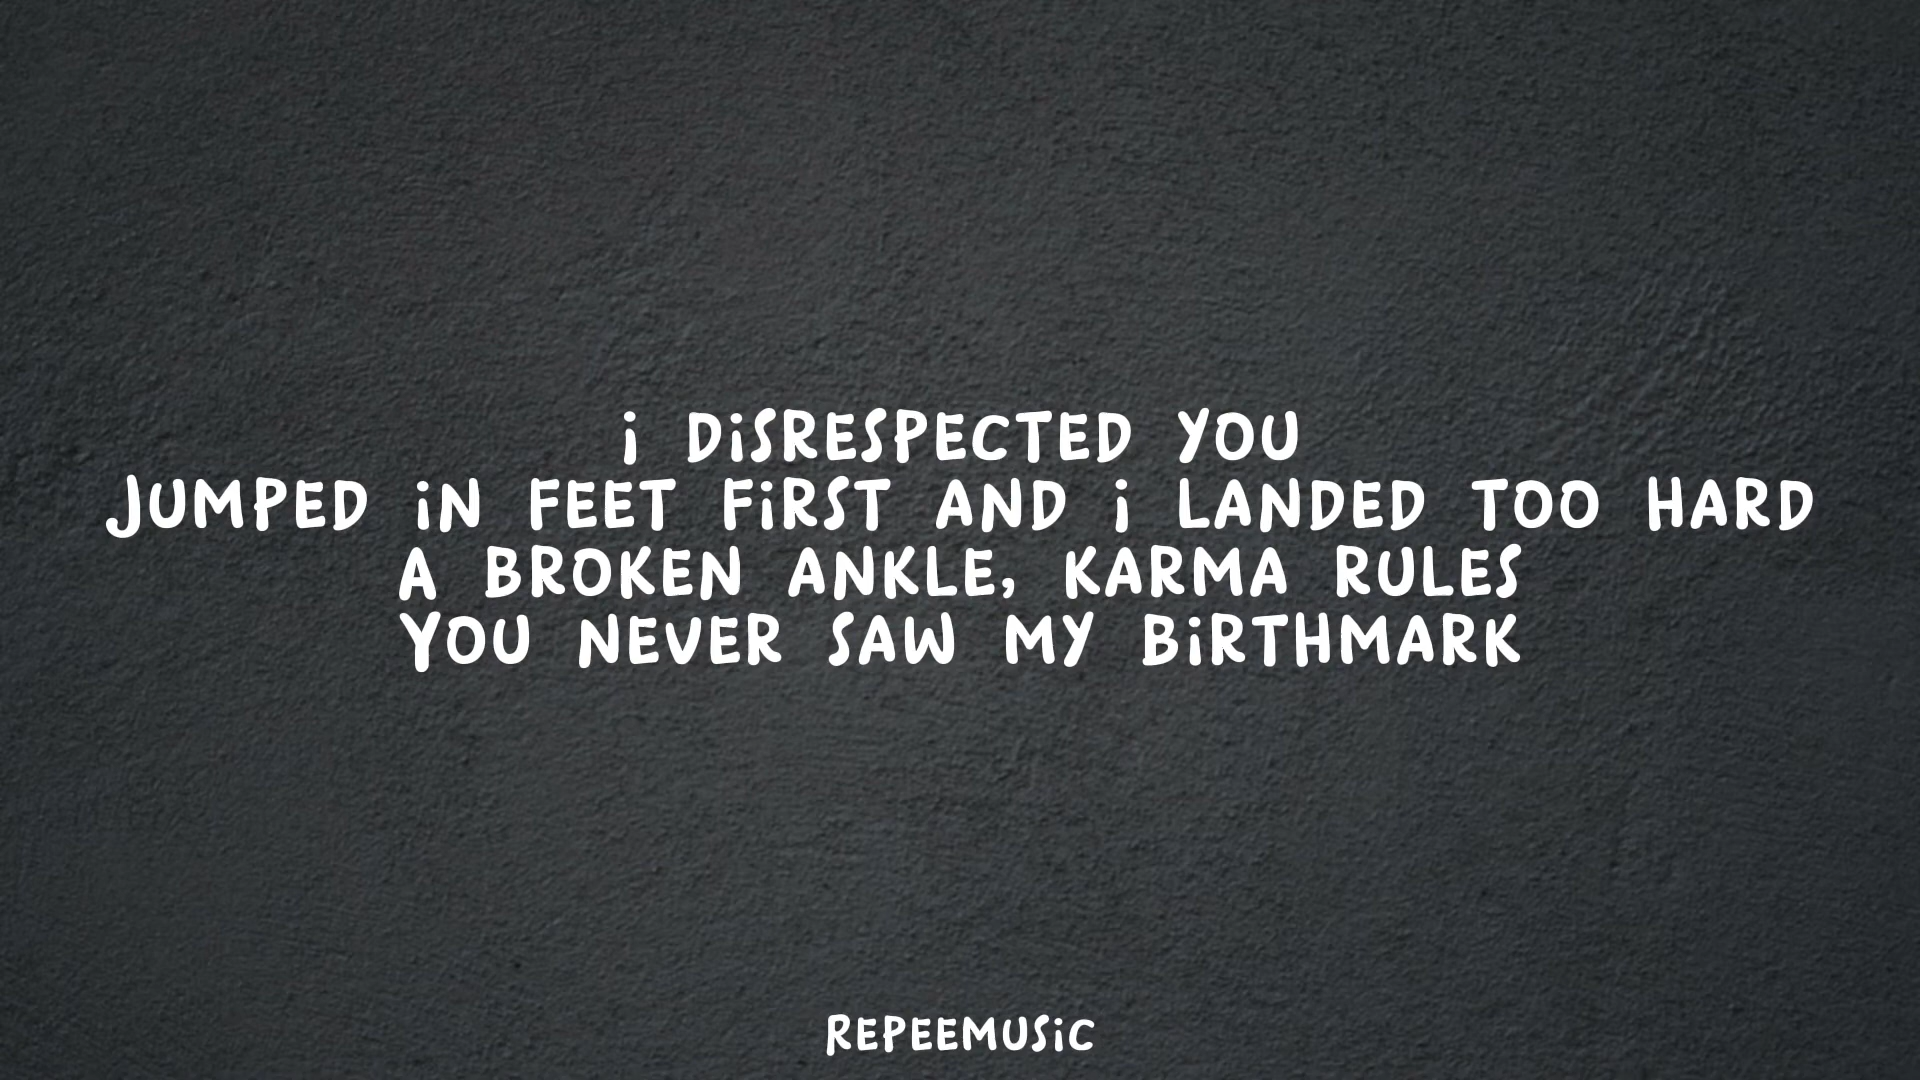 i DiSRESPECTED YOU
JUMPED iN FEET FiRST AND i LANDED TOO HARD
A BROKEN ANKLE, KARMA RULES
YOU NEVER SAW MY BiRTHMARK
REPEEMUSiC